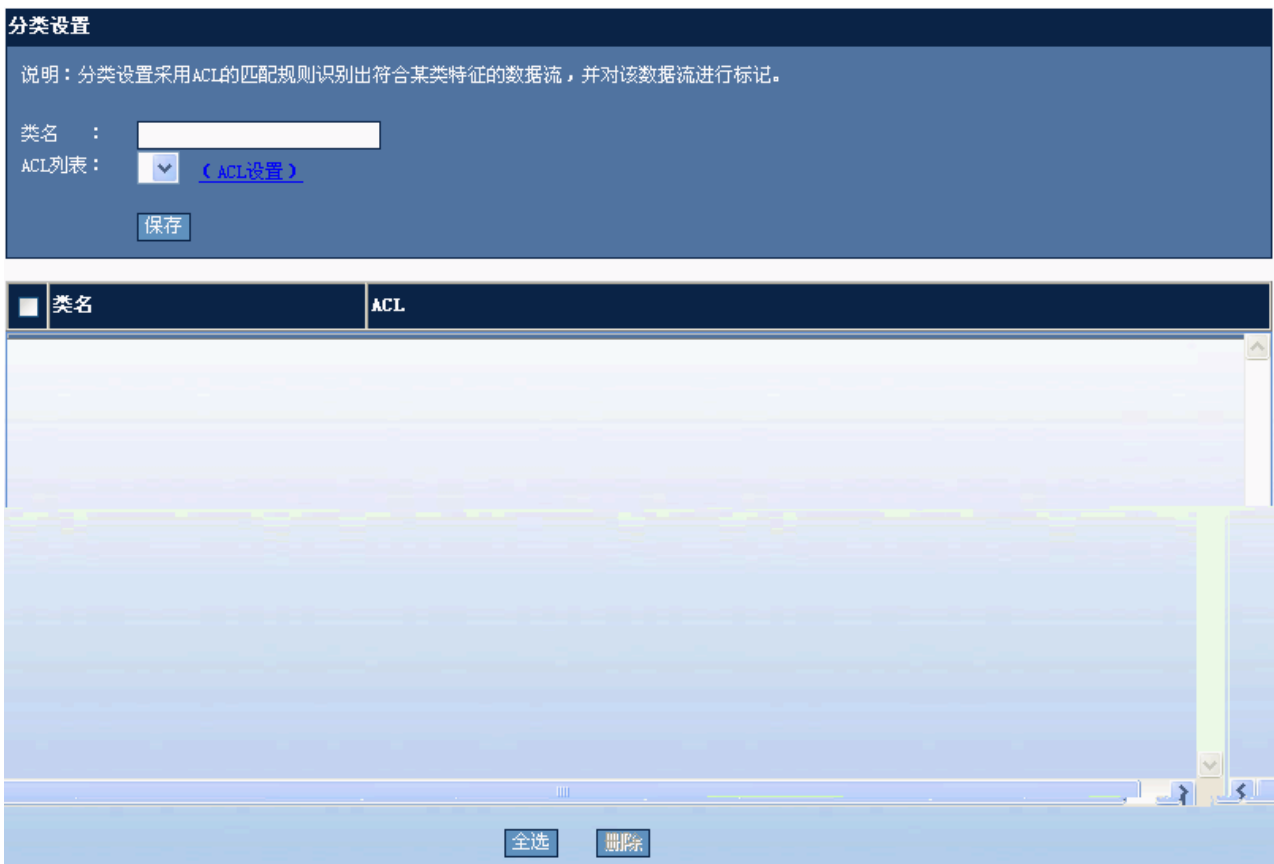 分类设置
说明：分类设置采用ACL的匹配规则识别出符合某类特征的数据流，并对该数据流进行标记。
类名 ：
ACL列表：
（ACL设置）
保存
类名 ACL
全选 删除